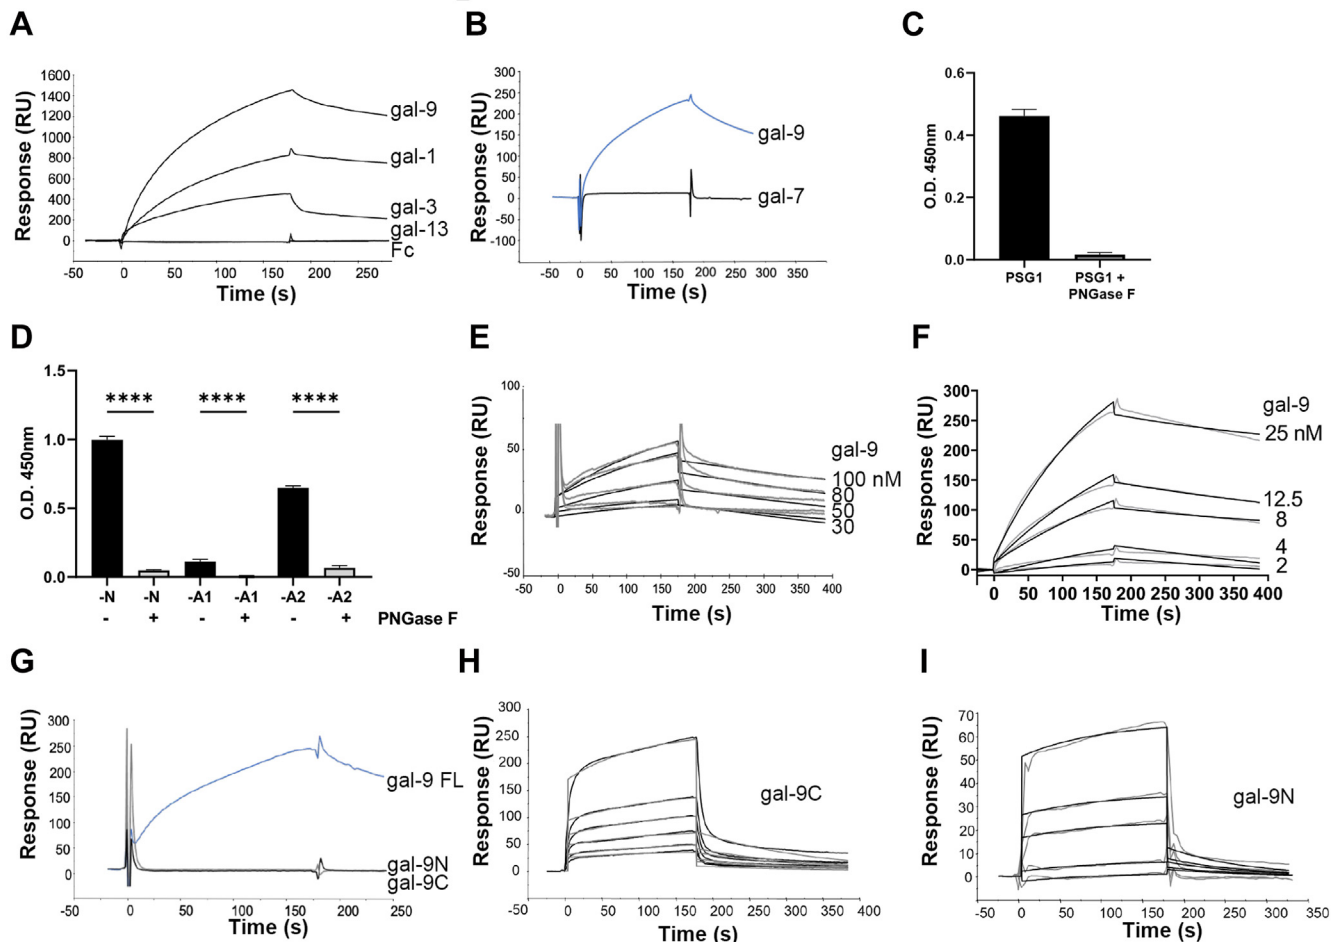 A
Response (RU)
1600
1400
1200
1000
800
600
400
200
0
-50 0 50 100 150 200 250
Time (s)
gal-9
gal-1
gal-3
gal-13
Fc
B
Response (RU)
300
250
200
150
100
50
0
-50
-100
-50 0 50 100 150 200 250 300 350
Time (s)
gal-9
gal-7
C
O.D. 450nm
0.6
0.4
0.2
0.0
PSG1 PSG1 +
PNGase F
D
O.D. 450nm
1.5
1.0
0.5
0.0
**** **** ****
-N -N -A1 -A1 -A2 -A2
- + - + - + PNGase F
E
Response (RU)
100
50
0
-50
0 50 100 150 200 250 300 350 400
Time (s)
gal-9
100 nM
80
50
30
F
Response (RU)
300
250
200
150
100
50
0
0 50 100 150 200 250 300 350 400
Time (s)
gal-9
25 nM
12.5
8
4
2
G
Response (RU)
300
250
200
150
100
50
0
-50 0 50 100 150 200 250
Time (s)
gal-9 FL
gal-9N
gal-9C
H
Response (RU)
300
250
200
150
100
50
0
-50 0 50 100 150 200 250 300 350 400
Time (s)
gal-9C
I
Response (RU)
70
60
50
40
30
20
10
0
-50 0 50 100 150 200 250 300 350
Time (s)
gal-9N